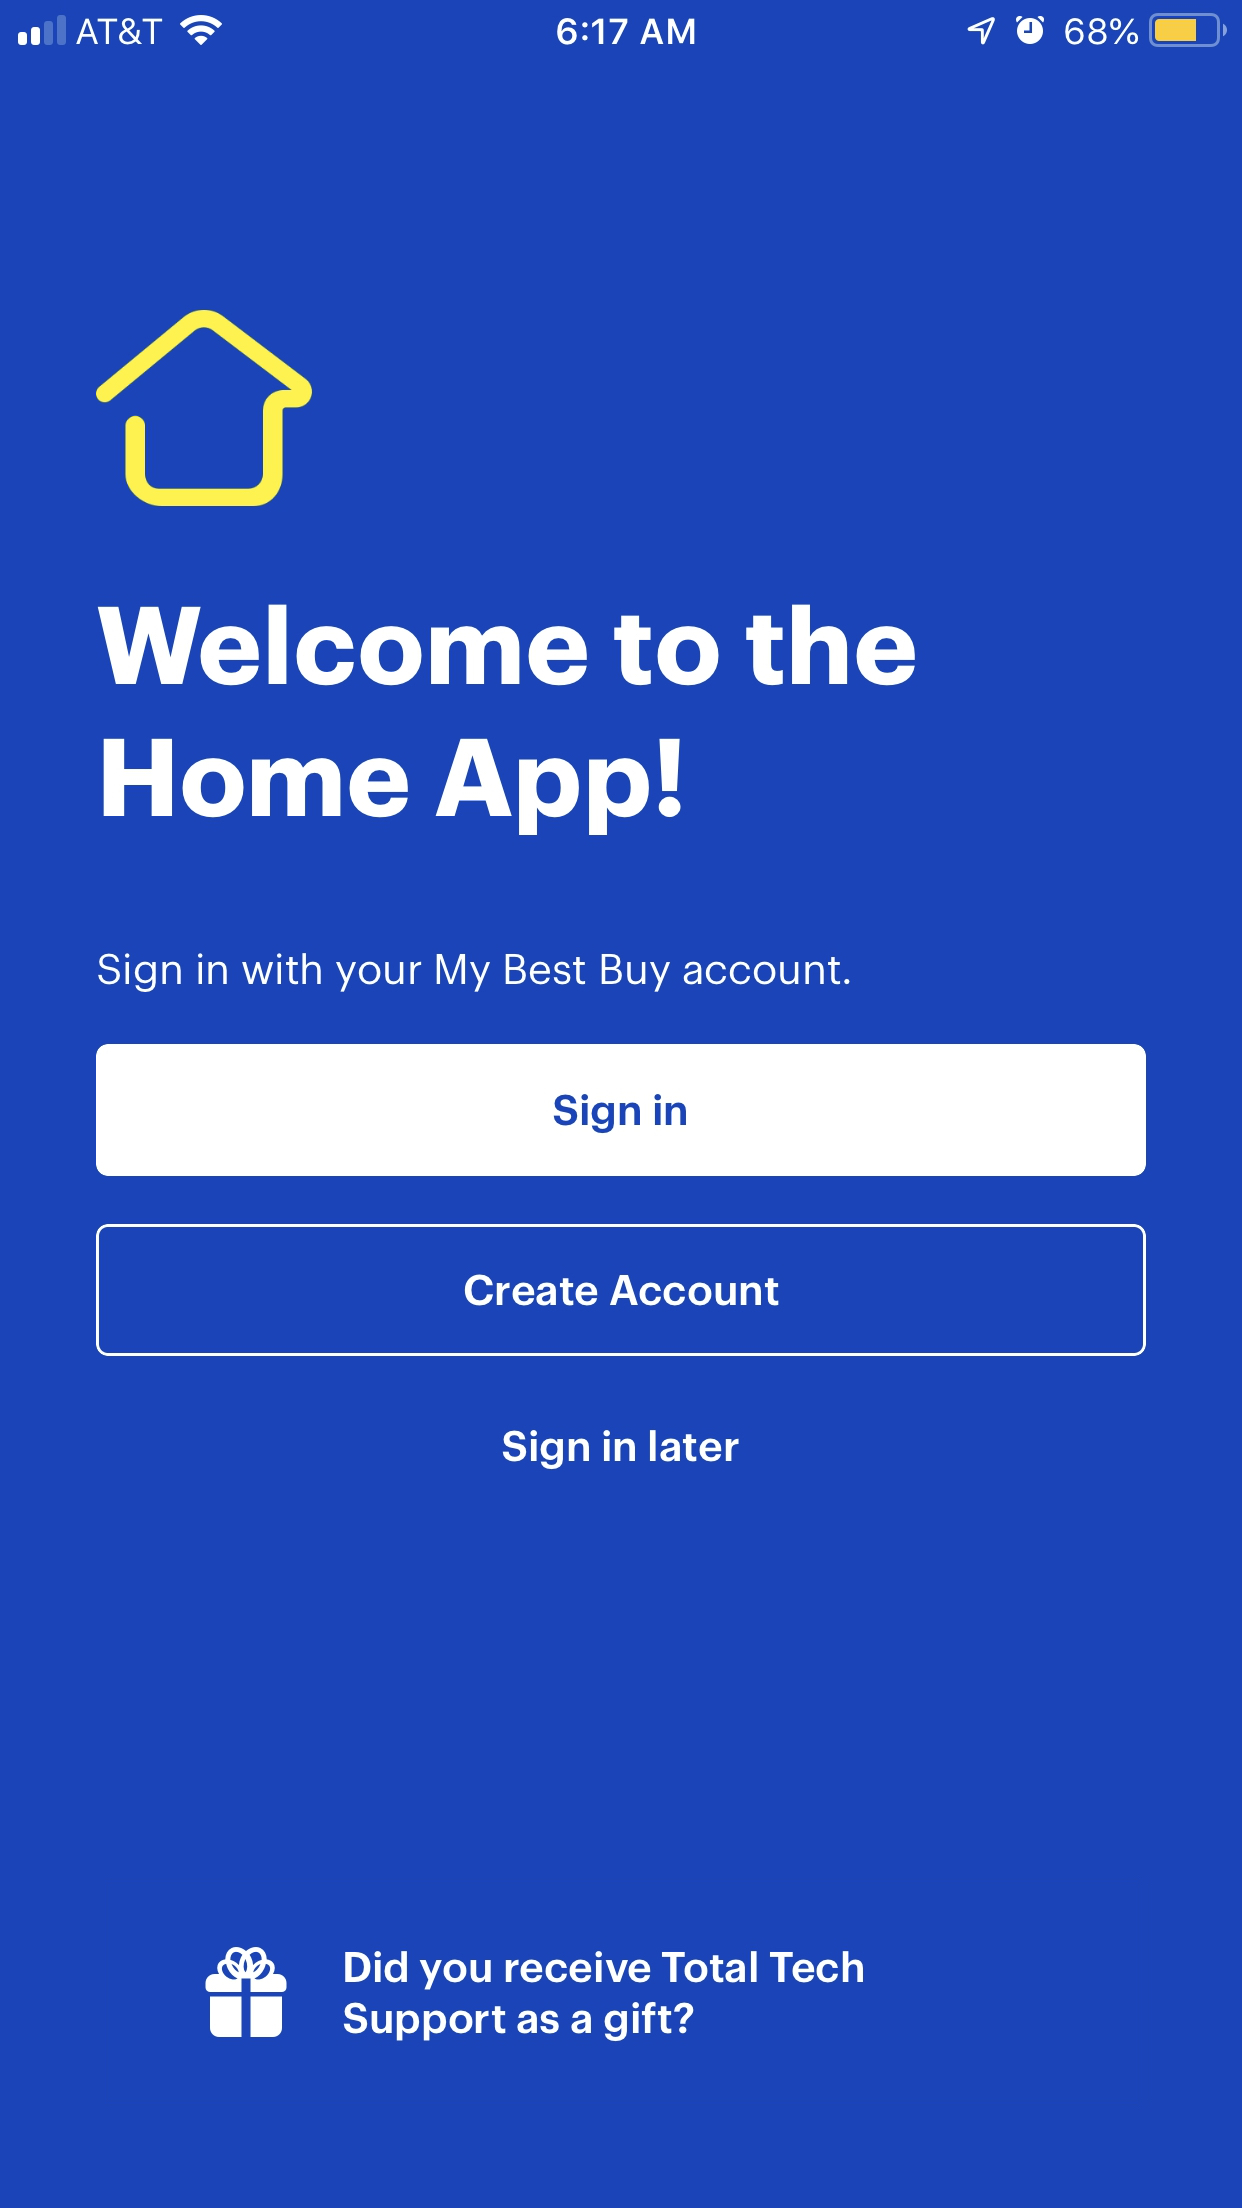 AT&T 6:17 AM 68%
Welcome to the
Home App!
Sign in with your My Best Buy account.
Sign in
Create Account
Sign in later
Did you receive Total Tech
Support as a gift?